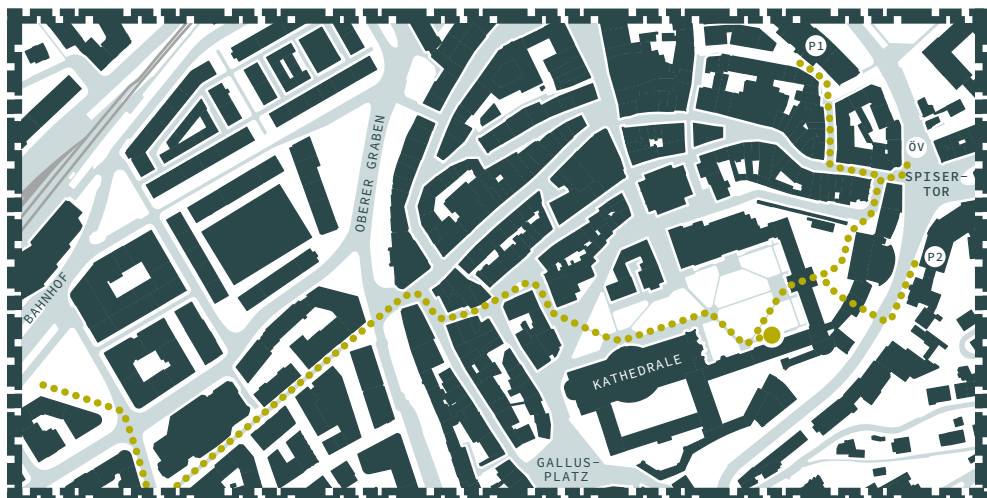 P1
ÖV
SPISER-
TOR
OBERER GRABEN
P2
BAHNHOF
KATHEDRALE
GALLUS-
PLATZ